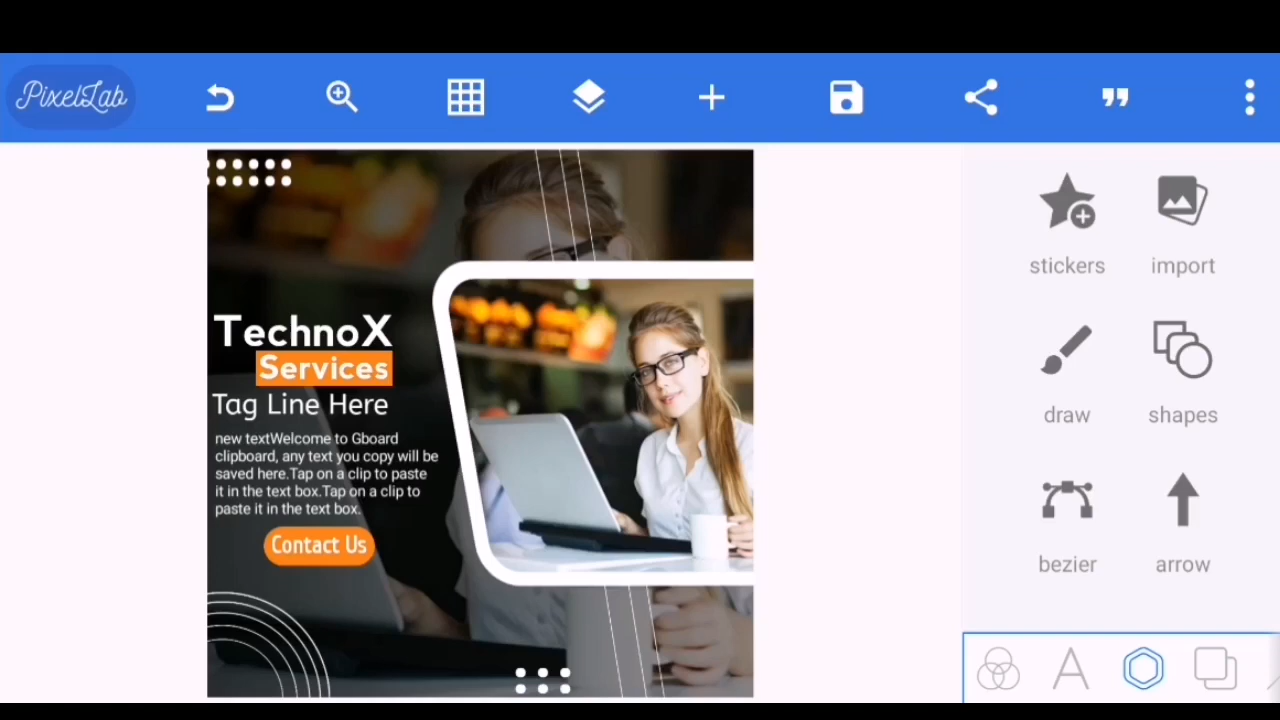 PixelLab
TechnoX
Services
Tag Line Here
new textWelcome to Gboard
clipboard, any text you copy will be
saved here.Tap on a clip to paste
it in the text box.Tap on a clip to
paste it in the text box.
Contact Us
stickers
import
draw
shapes
bezier
arrow